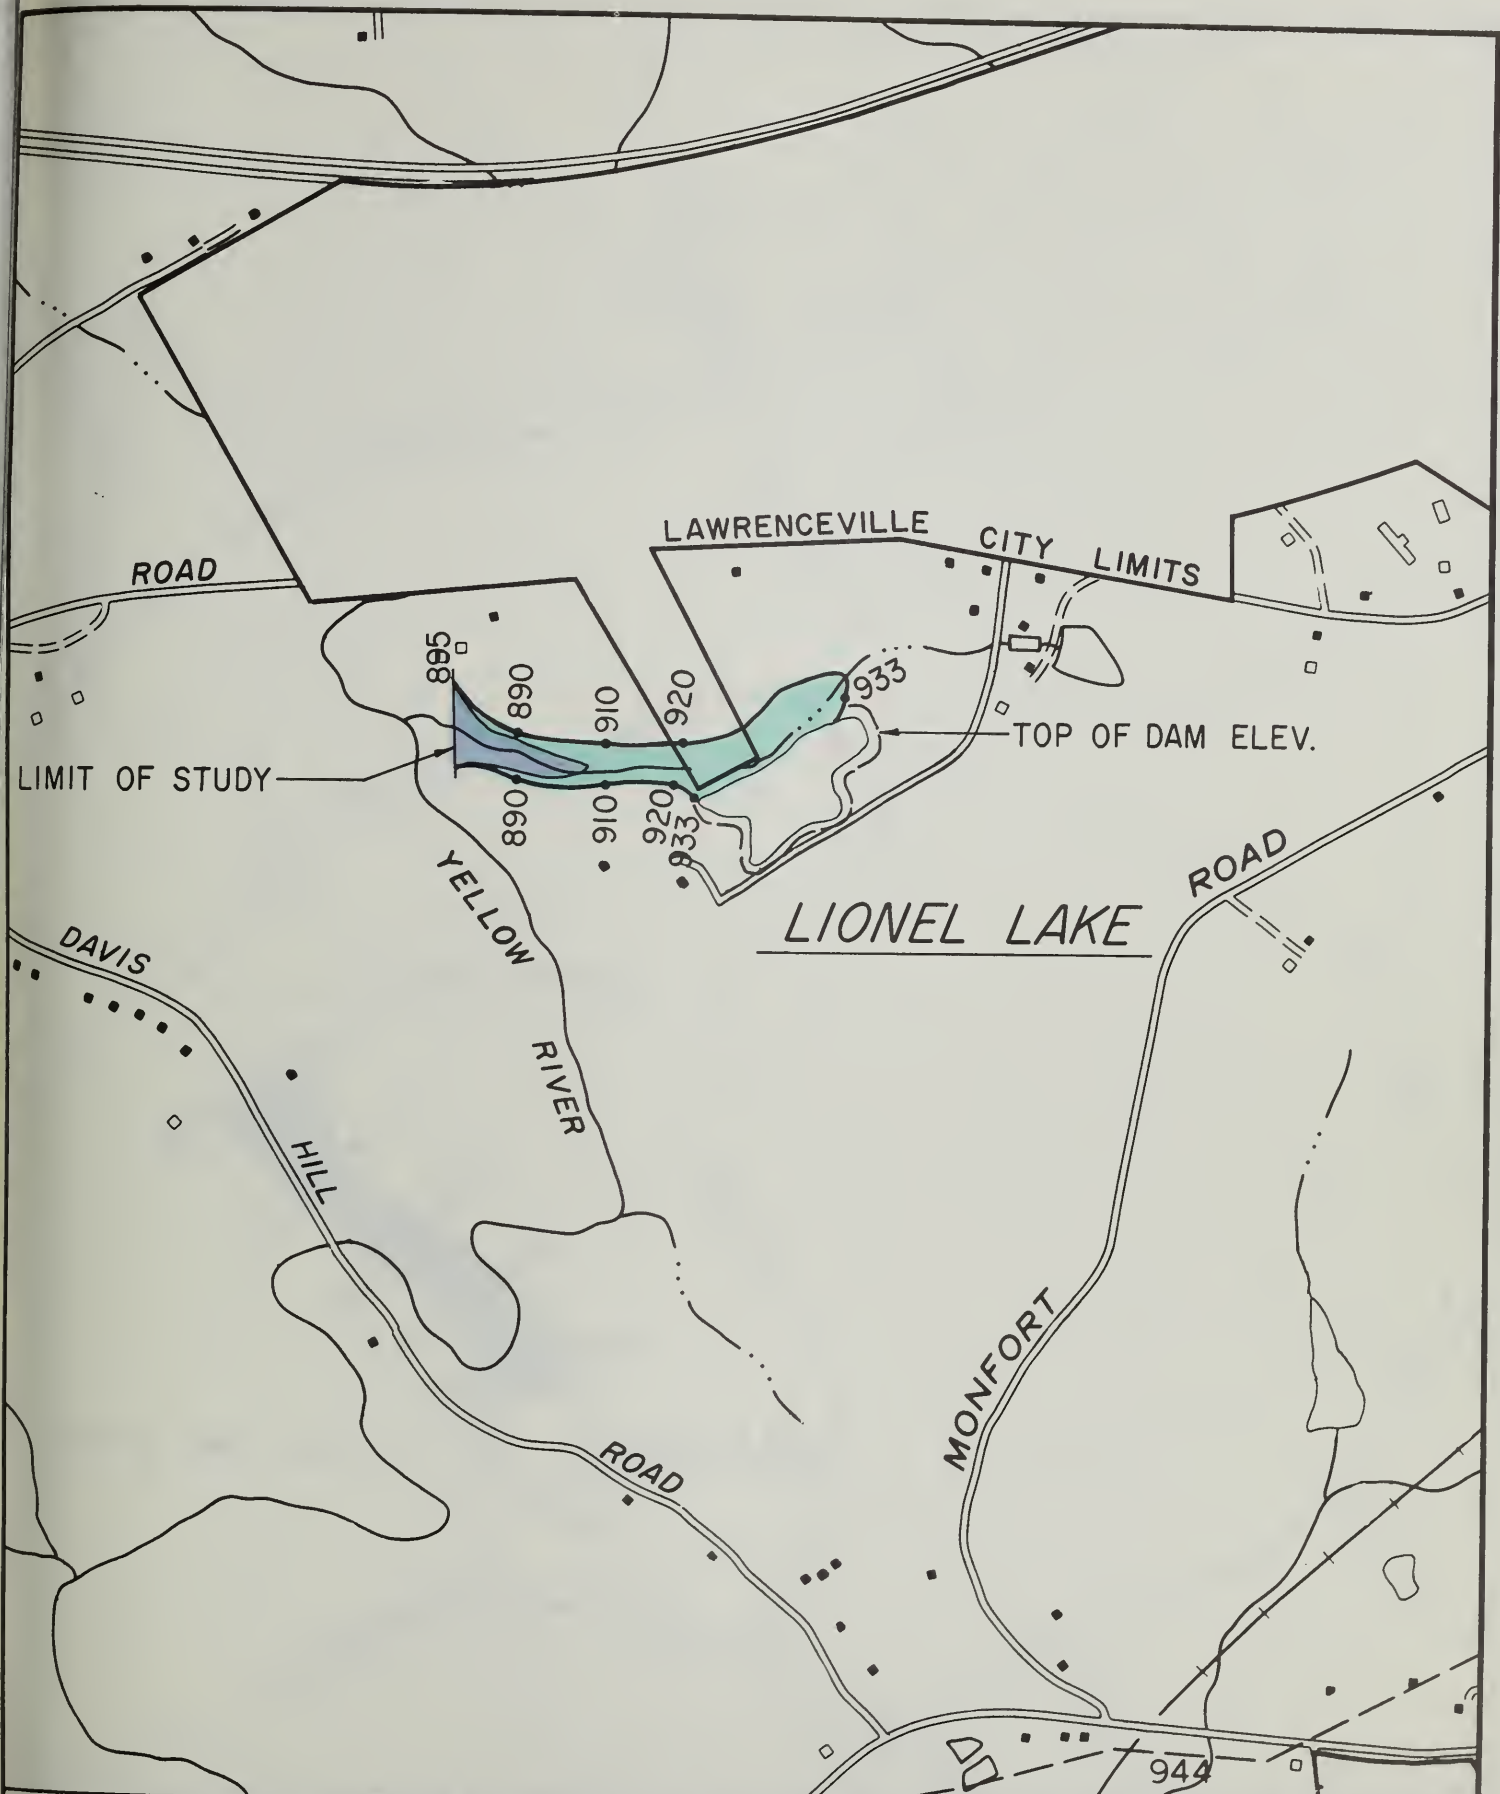 LAWRENCEVILLE CITY LIMITS
ROAD
890
910
920
933
TOP OF DAM ELEV.
LIMIT OF STUDY
890
910
920
933
YELLOW RIVER
LIONEL LAKE
ROAD
DAVIS
HILL
MONFORT
ROAD
944